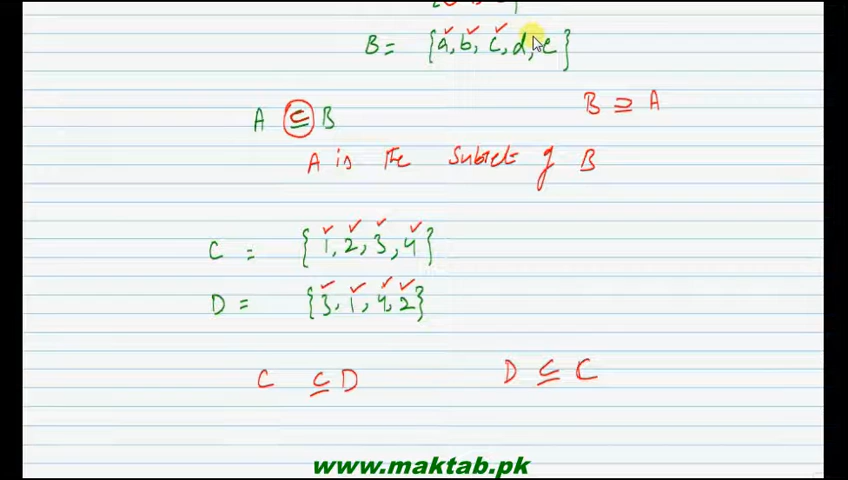 B = {a, b, c, d, e}
A ⊆ B
B ⊇ A
A is the Subset of B
C = {1, 2, 3, 4}
D = {3, 1, 4, 2}
C ⊆ D
D ⊆ C
www.maktab.pk